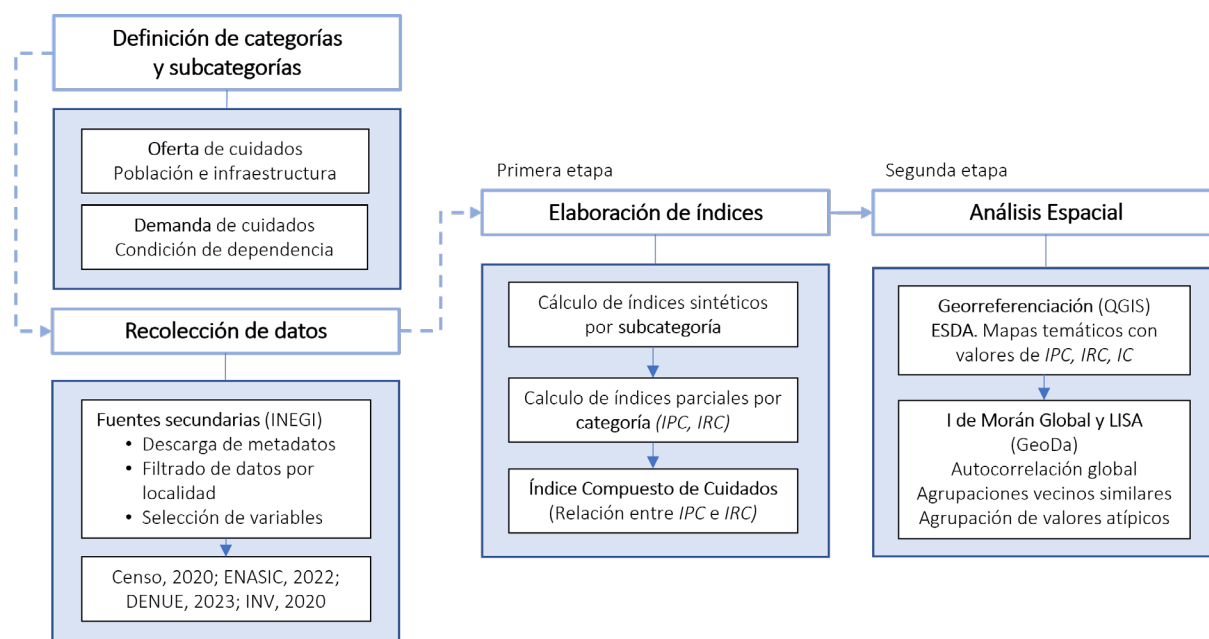 Definición de categorías
y subcategorías
Oferta de cuidados
Población e infraestructura
Demanda de cuidados
Condición de dependencia
Recolección de datos
Fuentes secundarias (INEGI)
• Descarga de metadatos
• Filtrado de datos por
localidad
• Selección de variables
Censo, 2020; ENASIC, 2022;
DENUE, 2023; INV, 2020
Primera etapa
Elaboración de índices
Cálculo de índices sintéticos
por subcategoría
Calculo de índices parciales por
categoría (IPC, IRC)
Índice Compuesto de Cuidados
(Relación entre IPC e IRC)
Segunda etapa
Análisis Espacial
Georreferenciación (QGIS)
ESDA. Mapas temáticos con
valores de IPC, IRC, IC
I de Morán Global y LISA
(GeoDa)
Autocorrelación global
Agrupaciones vecinos similares
Agrupación de valores atípicos